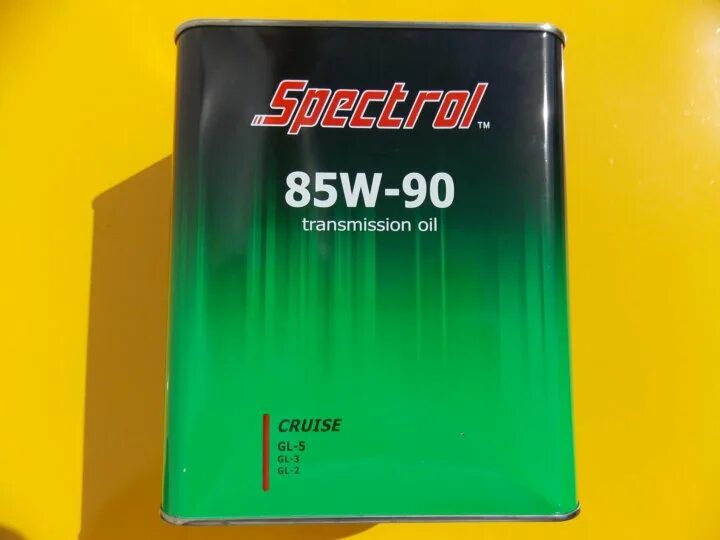 Spectrol™
85W-90
transmission oil
CRUISE
GL-5
GL-3
GL-2